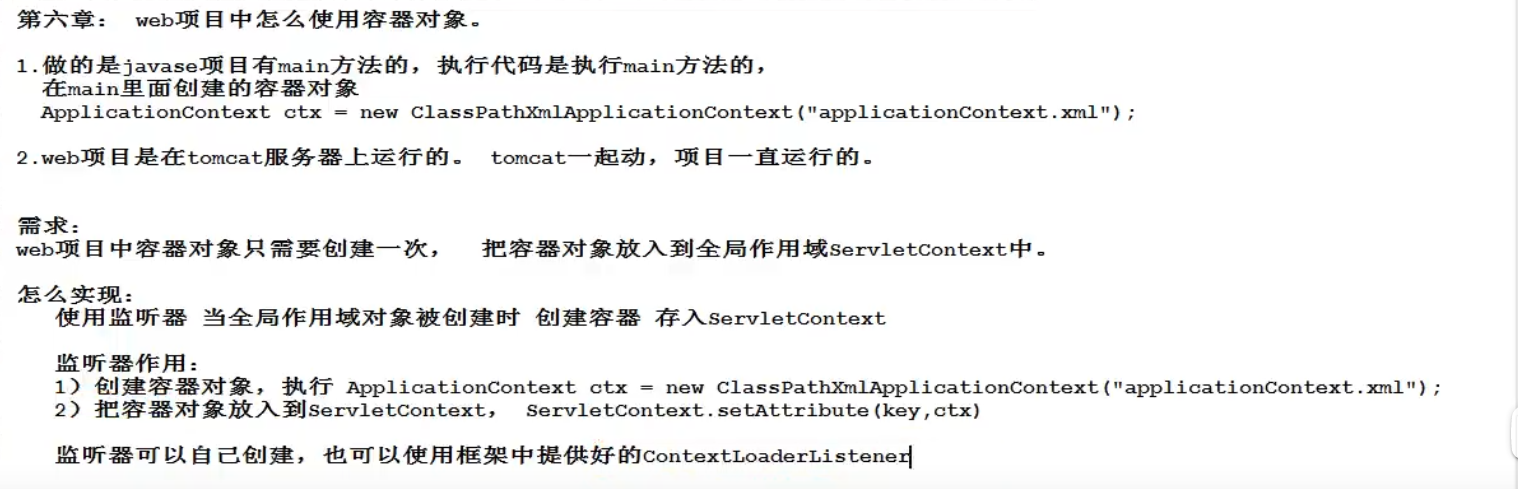 第六章： web项目中怎么使用容器对象。
1.做的是javase项目有main方法的，执行代码是执行main方法的，
在main里面创建的容器对象
ApplicationContext ctx = new ClassPathXmlApplicationContext("applicationContext.xml");
2.web项目是在tomcat服务器上运行的。 tomcat一起动，项目一直运行的。
需求：
web项目中容器对象只需要创建一次， 把容器对象放入到全局作用域ServletContext中。
怎么实现：
使用监听器 当全局作用域对象被创建时 创建容器 存入ServletContext
监听器作用：
1）创建容器对象，执行 ApplicationContext ctx = new ClassPathXmlApplicationContext("applicationContext.xml");
2）把容器对象放入到ServletContext， ServletContext.setAttribute(key,ctx)
监听器可以自己创建，也可以使用框架中提供好的ContextLoaderListener